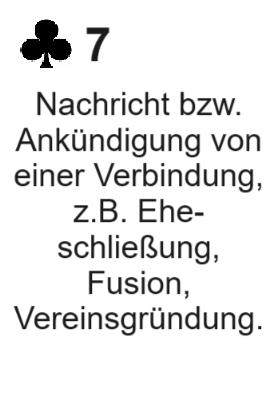 ♣ 7
Nachricht bzw.
Ankündigung von
einer Verbindung,
z.B. Ehe-
schließung,
Fusion,
Vereinsgründung.